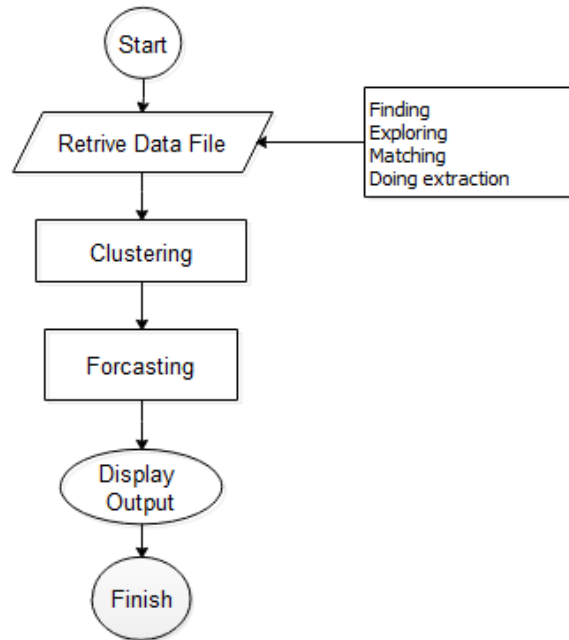 Start
Retrive Data File
Finding
Exploring
Matching
Doing extraction
Clustering
Forcasting
Display
Output
Finish